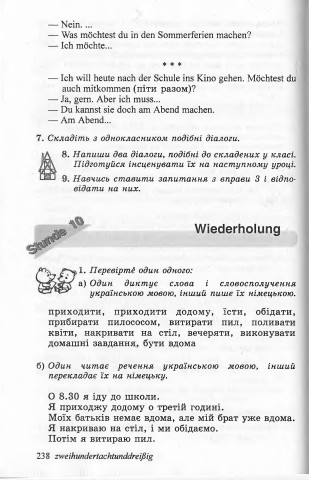 — Nein. ...
— Was möchtest du in den Sommerferien machen?
— Ich möchte...
* * *
— Ich will heute nach der Schule ins Kino gehen. Möchtest du
auch mitkommen (піти разом)?
— Ja, gern. Aber ich muss...
— Du kannst sie doch am Abend machen.
— Am Abend...
7. Складіть з однокласником подібні діалоги.
8. Напиши два діалоги, подібні до складених у класі.
Підготуйся інсценувати їх на наступному уроці.
9. Навчись ставити запитання з вправи 3 і відпо-
відати на них.
Stunde 10
Wiederholung
1. Перевірте один одного:
а) Один диктує слова і словосполучення
українською мовою, інший пише їх німецькою.
приходити, приходити додому, їсти, обідати,
прибирати пилососом, витирати пил, поливати
квіти, накривати на стіл, вечеряти, виконувати
домашні завдання, бути вдома
б) Один читає речення українською мовою, інший
перекладає їх на німецьку.
О 8.30 я іду до школи.
Я приходжу додому о третій годині.
Моїх батьків немає вдома, але мій брат уже вдома.
Я накриваю на стіл, і ми обідаємо.
Потім я витираю пил.
238 zweihundertachtunddreißig